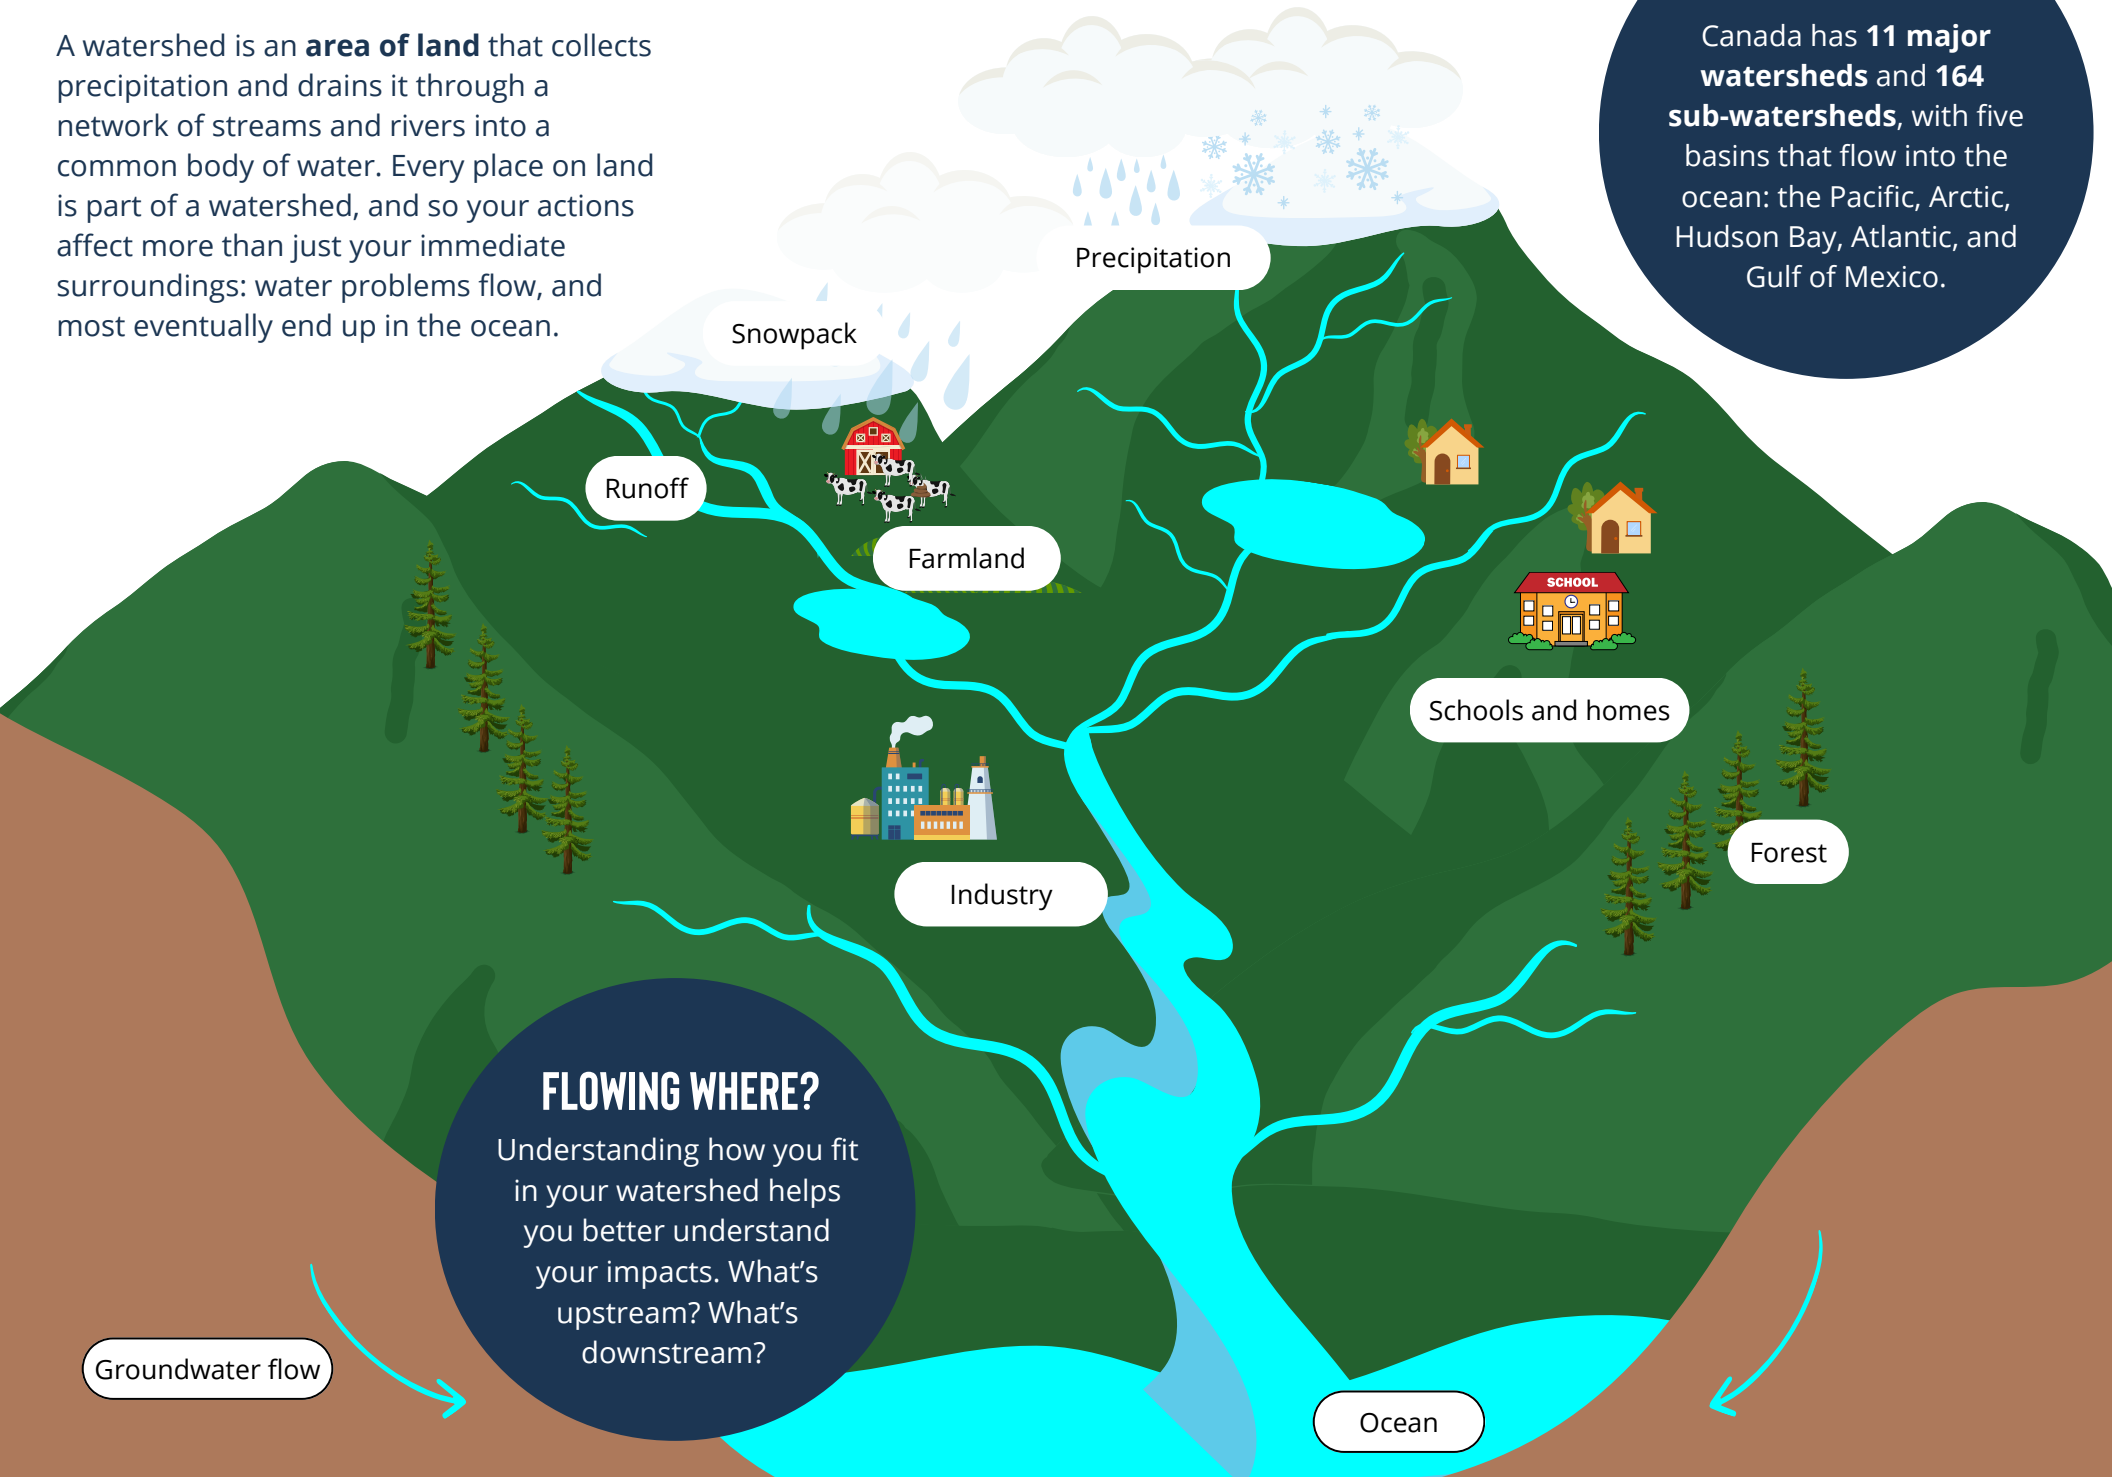 A watershed is an area of land that collects
precipitation and drains it through a
network of streams and rivers into a
common body of water. Every place on land
is part of a watershed, and so your actions
affect more than just your immediate
surroundings: water problems flow, and
most eventually end up in the ocean.
Canada has 11 major
watersheds and 164
sub-watersheds, with five
basins that flow into the
ocean: the Pacific, Arctic,
Hudson Bay, Atlantic, and
Gulf of Mexico.
Precipitation
Snowpack
Runoff
Farmland
SCHOOL
Schools and homes
Forest
Industry
FLOWING WHERE?
Understanding how you fit
in your watershed helps
you better understand
your impacts. What’s
upstream? What’s
downstream?
Groundwater flow
Ocean